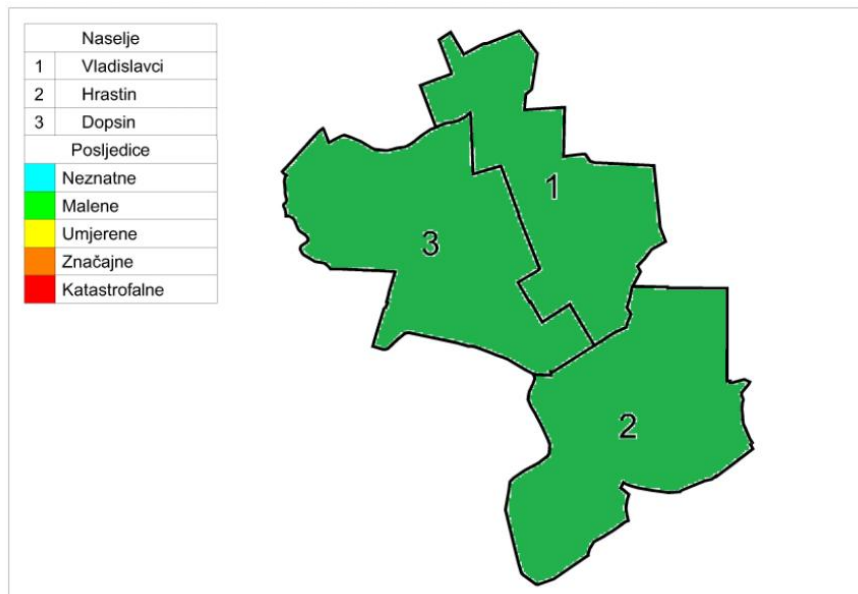 Naselje
1 Vladislavci
2 Hrastin
3 Dopsin
Posljedice
Neznatne
Malene
Umjerene
Značajne
Katastrofalne
1
3
2